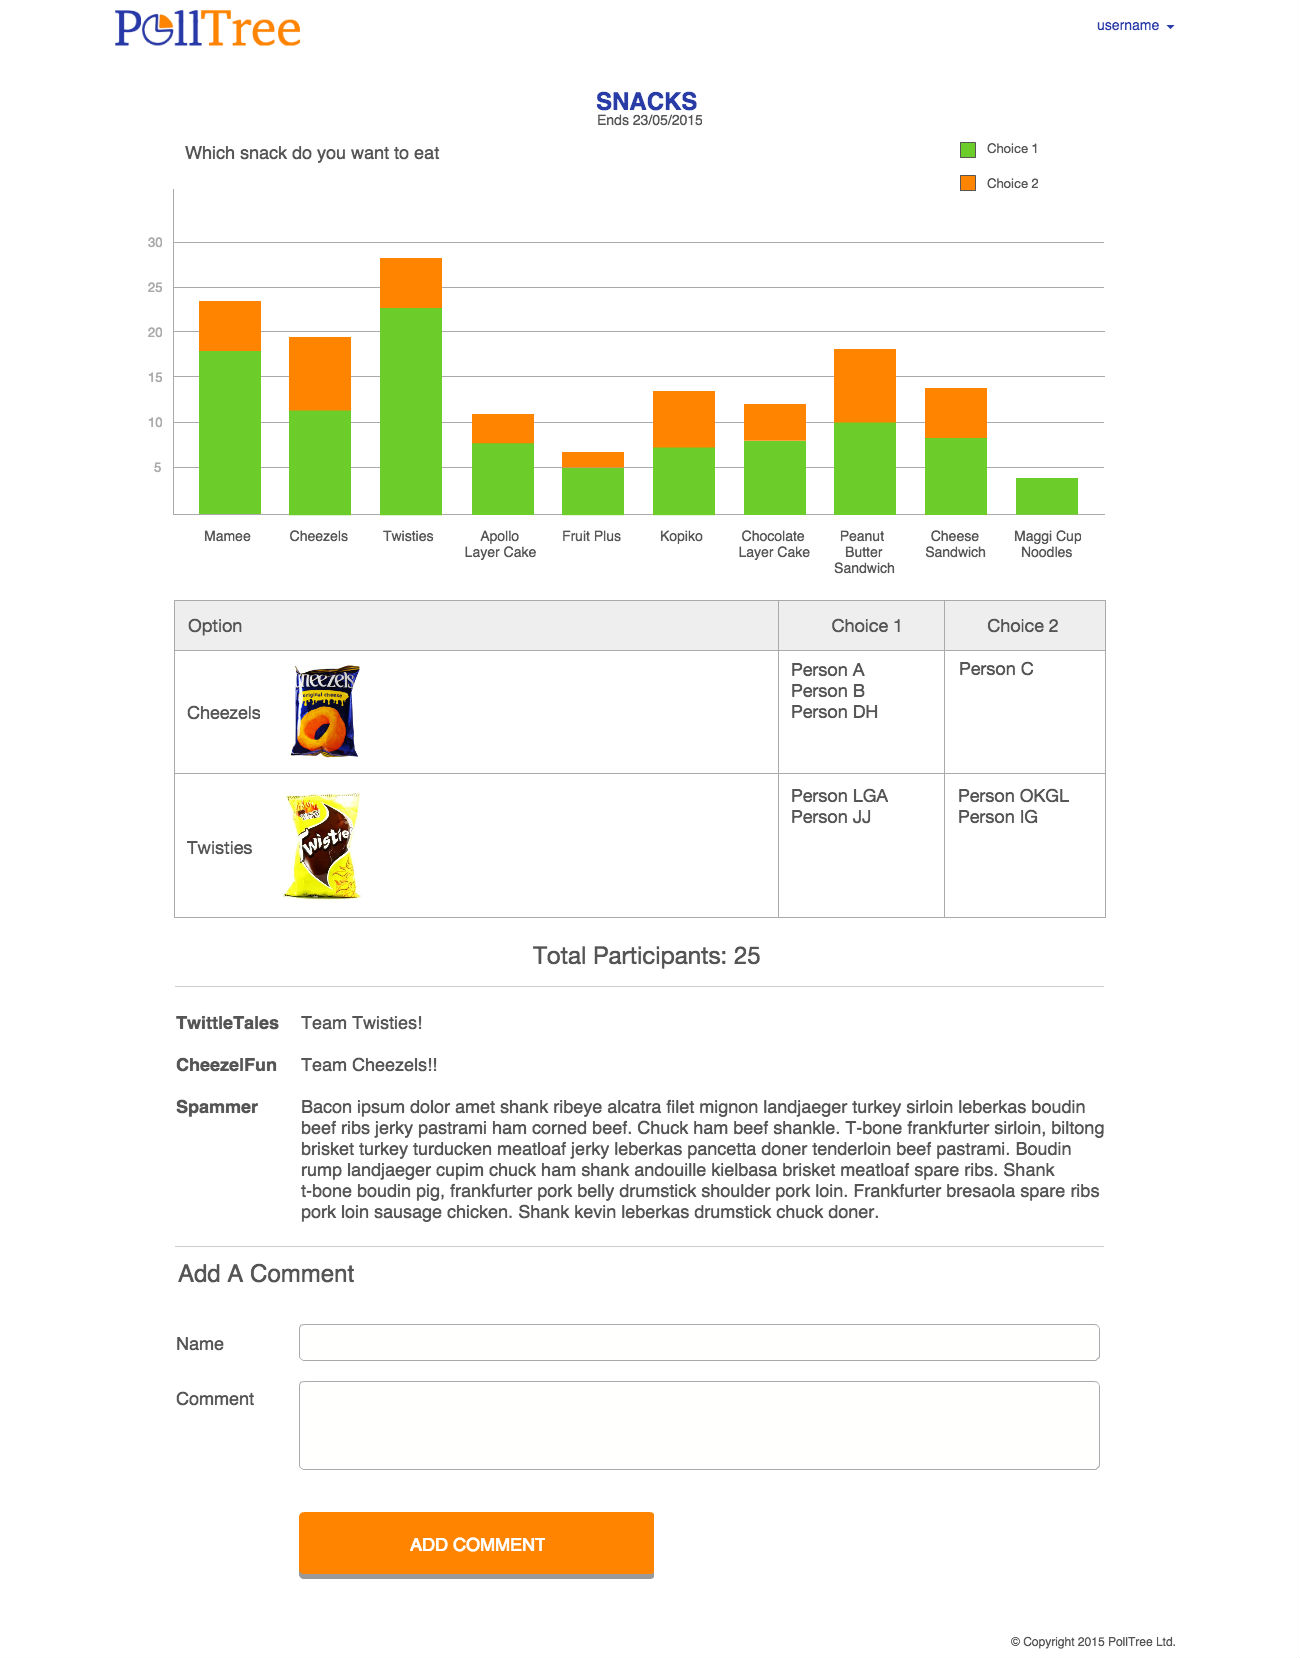 PollTree
username
SNACKS
Ends 23/05/2015
Which snack do you want to eat
Choice 1
Choice 2
30
25
20
15
10
5
Mamee
Cheezels
Twisties
Apollo
Layer Cake
Fruit Plus
Kopiko
Chocolate
Layer Cake
Peanut
Butter
Sandwich
Cheese
Sandwich
Maggi Cup
Noodles
Option
Choice 1
Choice 2
Cheezels
cheezels
original cheese
Person A
Person B
Person DH
Person C
Twisties
Twisties
Person LGA
Person JJ
Person OKGL
Person IG
Total Participants: 25
TwittleTales
Team Twisties!
CheezelFun
Team Cheezels!!
Spammer
Bacon ipsum dolor amet shank ribeye alcatra filet mignon landjaeger turkey sirloin leberkas boudin
beef ribs jerky pastrami ham corned beef. Chuck ham beef shankle. T-bone frankfurter sirloin, biltong
brisket turkey turducken meatloaf jerky leberkas pancetta doner tenderloin beef pastrami. Boudin
rump landjaeger cupim chuck ham shank andouille kielbasa brisket meatloaf spare ribs. Shank
t-bone boudin pig, frankfurter pork belly drumstick shoulder pork loin. Frankfurter bresaola spare ribs
pork loin sausage chicken. Shank kevin leberkas drumstick chuck doner.
Add A Comment
Name
Comment
ADD COMMENT
© Copyright 2015 PollTree Ltd.